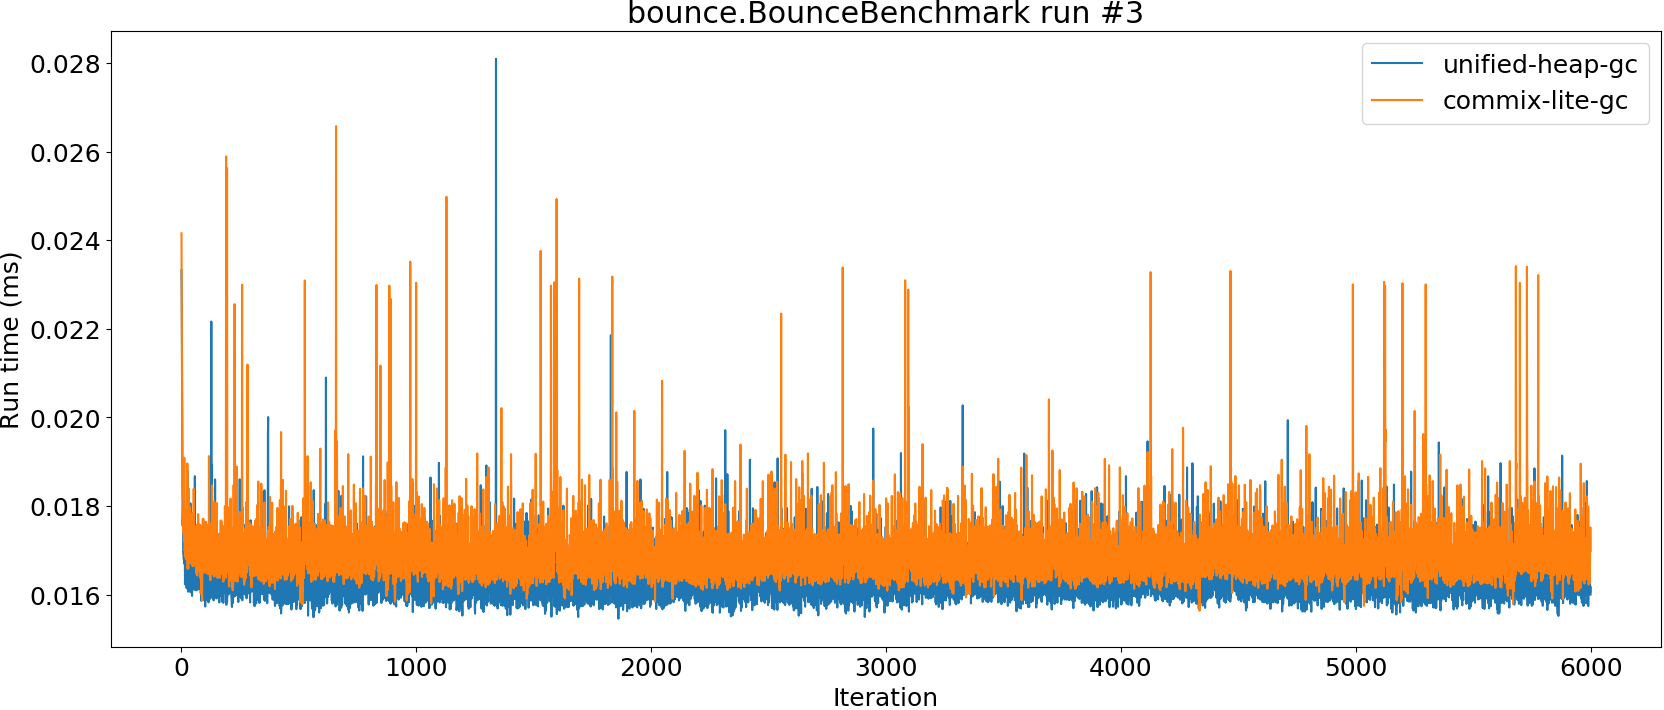 bounce.BounceBenchmark run #3
unified-heap-gc
commix-lite-gc
Run time (ms)
0.028
0.026
0.024
0.022
0.020
0.018
0.016
0 1000 2000 3000 4000 5000 6000
Iteration